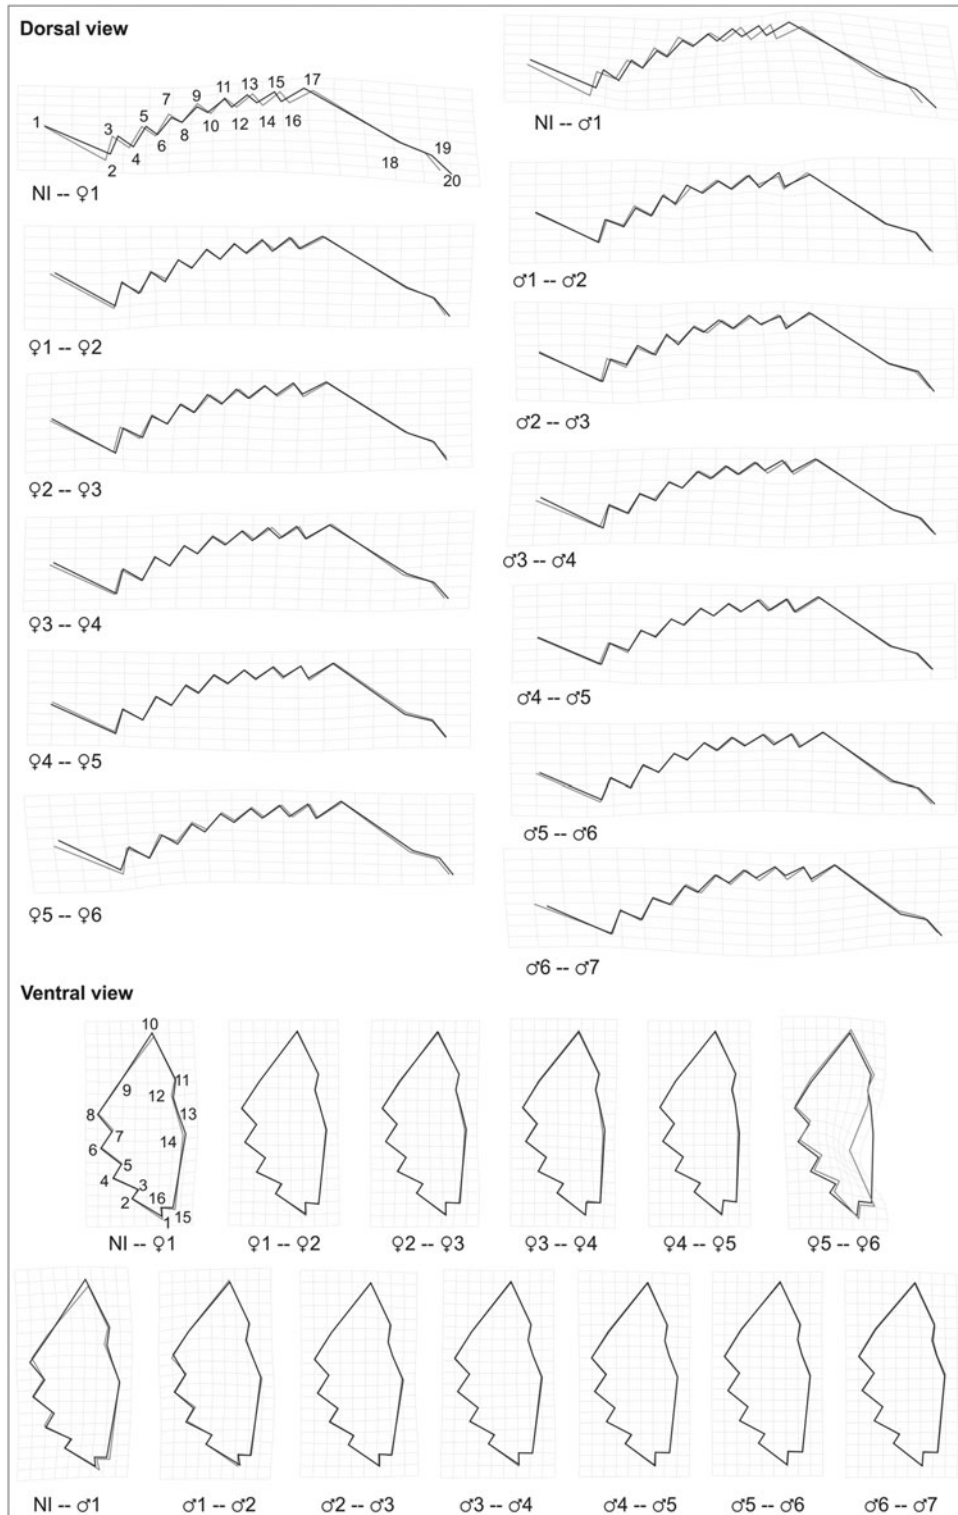 Dorsal view
1 2 3 4 5 6 7 8 9 10 11 12 13 14 15 16 17 18 19 20
NI -- ♀1
♀1 -- ♀2
♀2 -- ♀3
♀3 -- ♀4
♀4 -- ♀5
♀5 -- ♀6
NI -- ♂1
♂1 -- ♂2
♂2 -- ♂3
♂3 -- ♂4
♂4 -- ♂5
♂5 -- ♂6
♂6 -- ♂7
Ventral view
10
9 11
12
8 13
7 14
6
5
4 3
2 16
1 15
NI -- ♀1 ♀1 -- ♀2 ♀2 -- ♀3 ♀3 -- ♀4 ♀4 -- ♀5 ♀5 -- ♀6
NI -- ♂1 ♂1 -- ♂2 ♂2 -- ♂3 ♂3 -- ♂4 ♂4 -- ♂5 ♂5 -- ♂6 ♂6 -- ♂7